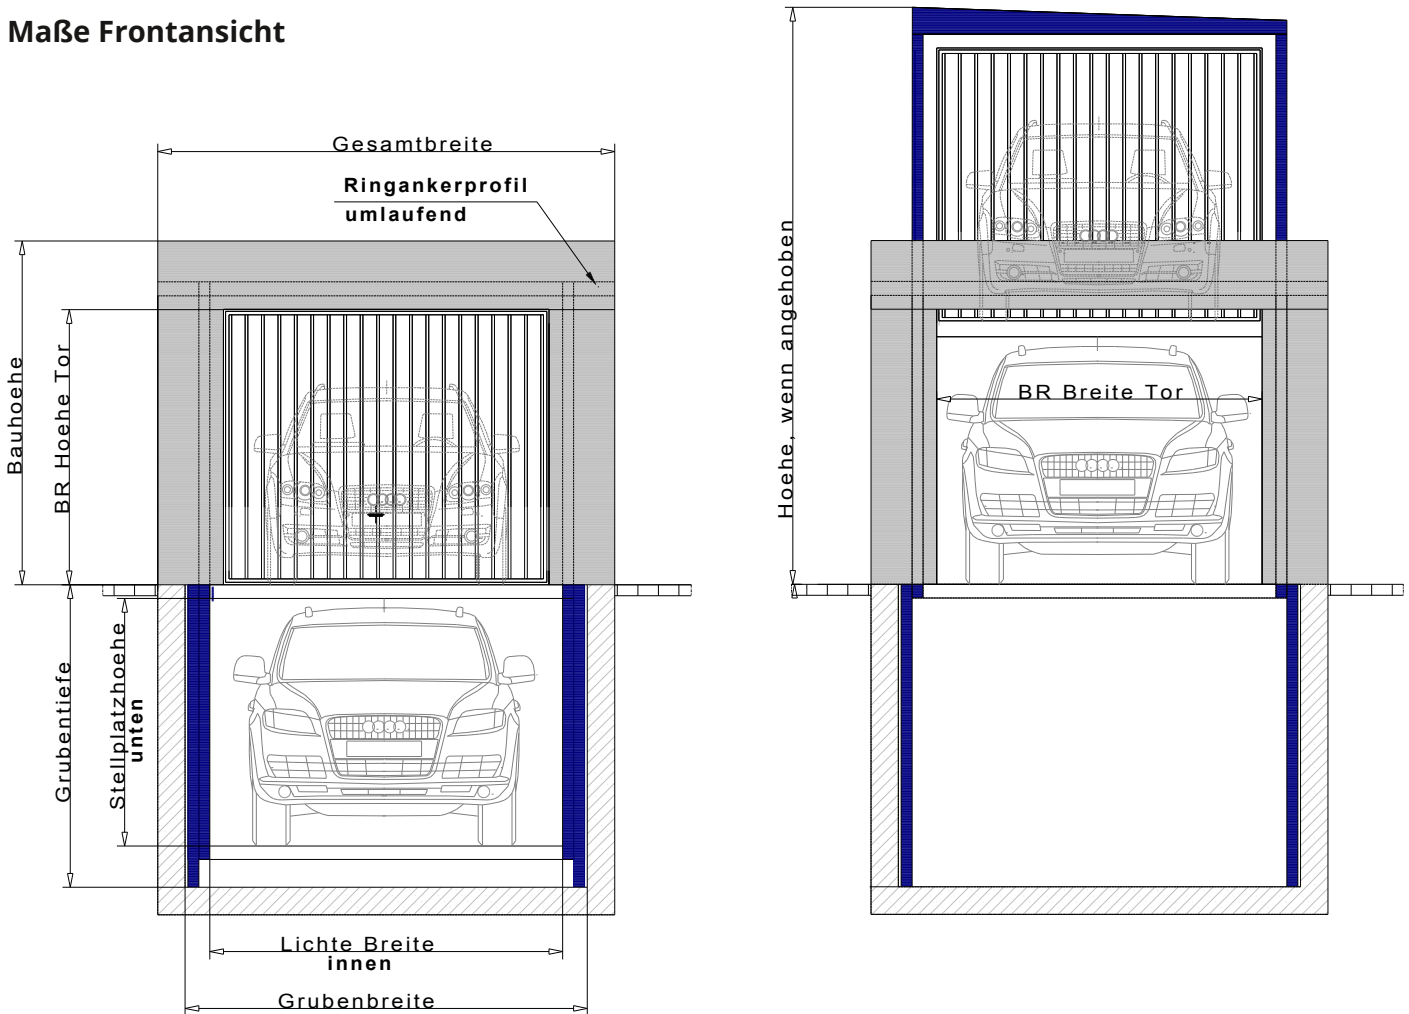 Maße Frontansicht
Gesamtbreite
Ringankerprofil
umlaufend
Bauhoehe
BR Hoehe Tor
Grubentiefe
Stellplatzhoehe
unten
Lichte Breite
innen
Grubenbreite
Hoehe, wenn angehoben
BR Breite Tor